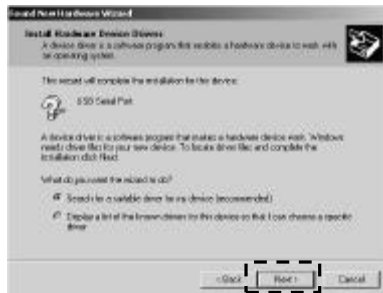 Found New Hardware Wizard
Install Hardware Device Drivers
A device driver is a software program that enables a hardware device to work with
an operating system.
This wizard will complete the installation for this device:
USB Serial Port
A device driver is a software program that makes a hardware device work. Windows
needs driver files for your new device. To locate driver files and complete the
installation click Next.
What do you want the wizard to do?
Search for a suitable driver for my device (recommended)
Display a list of the known drivers for this device so that I can choose a specific
driver
< Back
Next >
Cancel